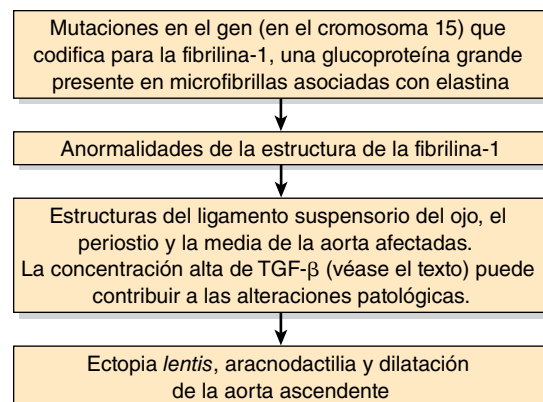 Mutaciones en el gen (en el cromosoma 15) que
codifica para la fibrilina-1, una glucoproteína grande
presente en microfibrillas asociadas con elastina
Anormalidades de la estructura de la fibrilina-1
Estructuras del ligamento suspensorio del ojo, el
periostio y la media de la aorta afectadas.
La concentración alta de TGF-β (véase el texto) puede
contribuir a las alteraciones patológicas.
Ectopia lentis, aracnodactilia y dilatación
de la aorta ascendente